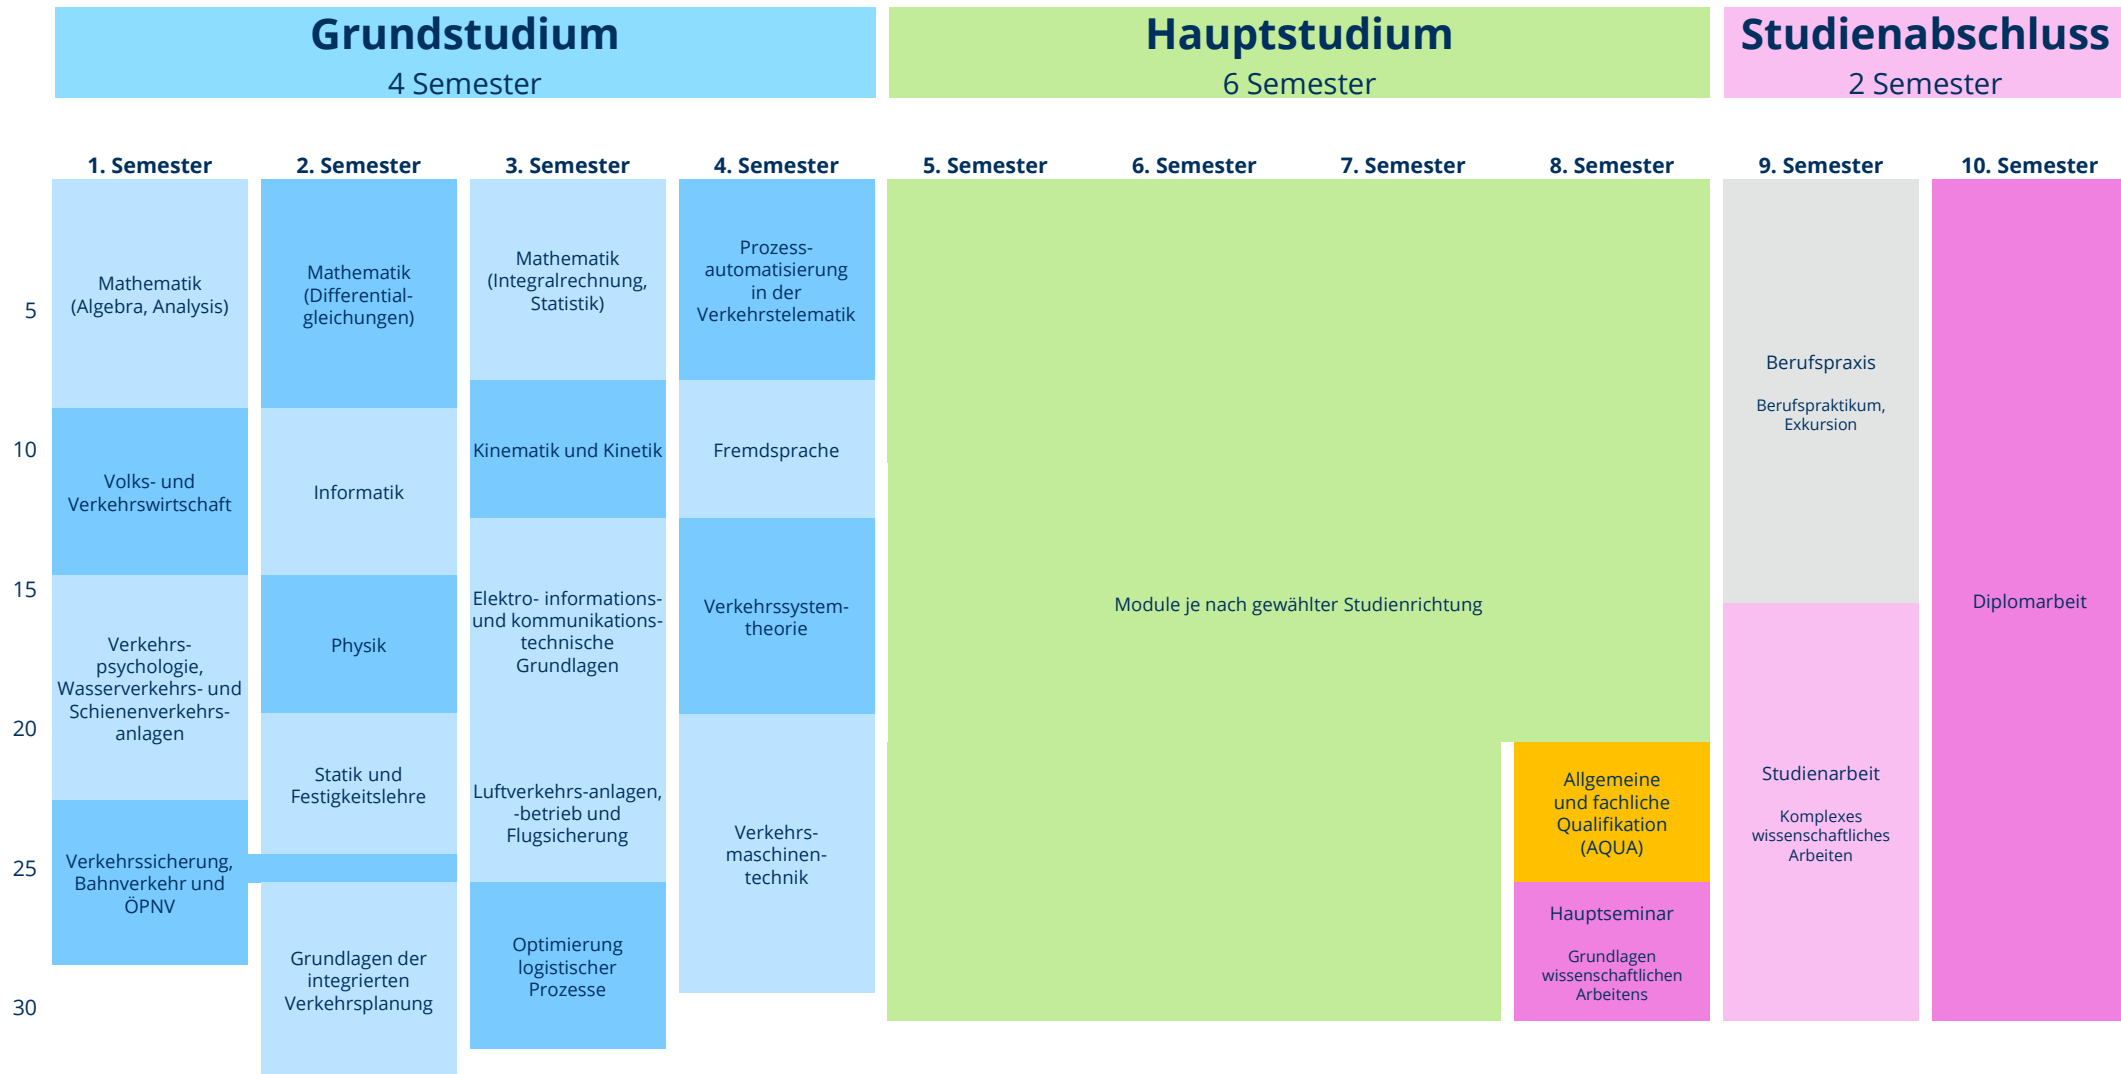 Grundstudium
4 Semester
Hauptstudium
6 Semester
Studienabschluss
2 Semester
1. Semester
2. Semester
3. Semester
4. Semester
5. Semester
6. Semester
7. Semester
8. Semester
9. Semester
10. Semester
5
10
15
20
25
30
Mathematik
(Algebra, Analysis)
Volks- und
Verkehrswirtschaft
Verkehrs-
psychologie,
Wasserverkehrs- und
Schienenverkehrs-
anlagen
Verkehrssicherung,
Bahnverkehr und
ÖPNV
Mathematik
(Differential-
gleichungen)
Informatik
Physik
Statik und
Festigkeitslehre
Grundlagen der
integrierten
Verkehrsplanung
Mathematik
(Integralrechnung,
Statistik)
Kinematik und Kinetik
Elektro- informations-
und kommunikations-
technische
Grundlagen
Luftverkehrs-anlagen,
-betrieb und
Flugsicherung
Optimierung
logistischer
Prozesse
Prozess-
automatisierung
in der
Verkehrstelematik
Fremdsprache
Verkehrssystem-
theorie
Verkehrs-
maschinen-
technik
Module je nach gewählter Studienrichtung
Allgemeine
und fachliche
Qualifikation
(AQUA)
Hauptseminar
Grundlagen
wissenschaftlichen
Arbeitens
Berufspraxis
Berufspraktikum,
Exkursion
Studienarbeit
Komplexes
wissenschaftliches
Arbeiten
Diplomarbeit